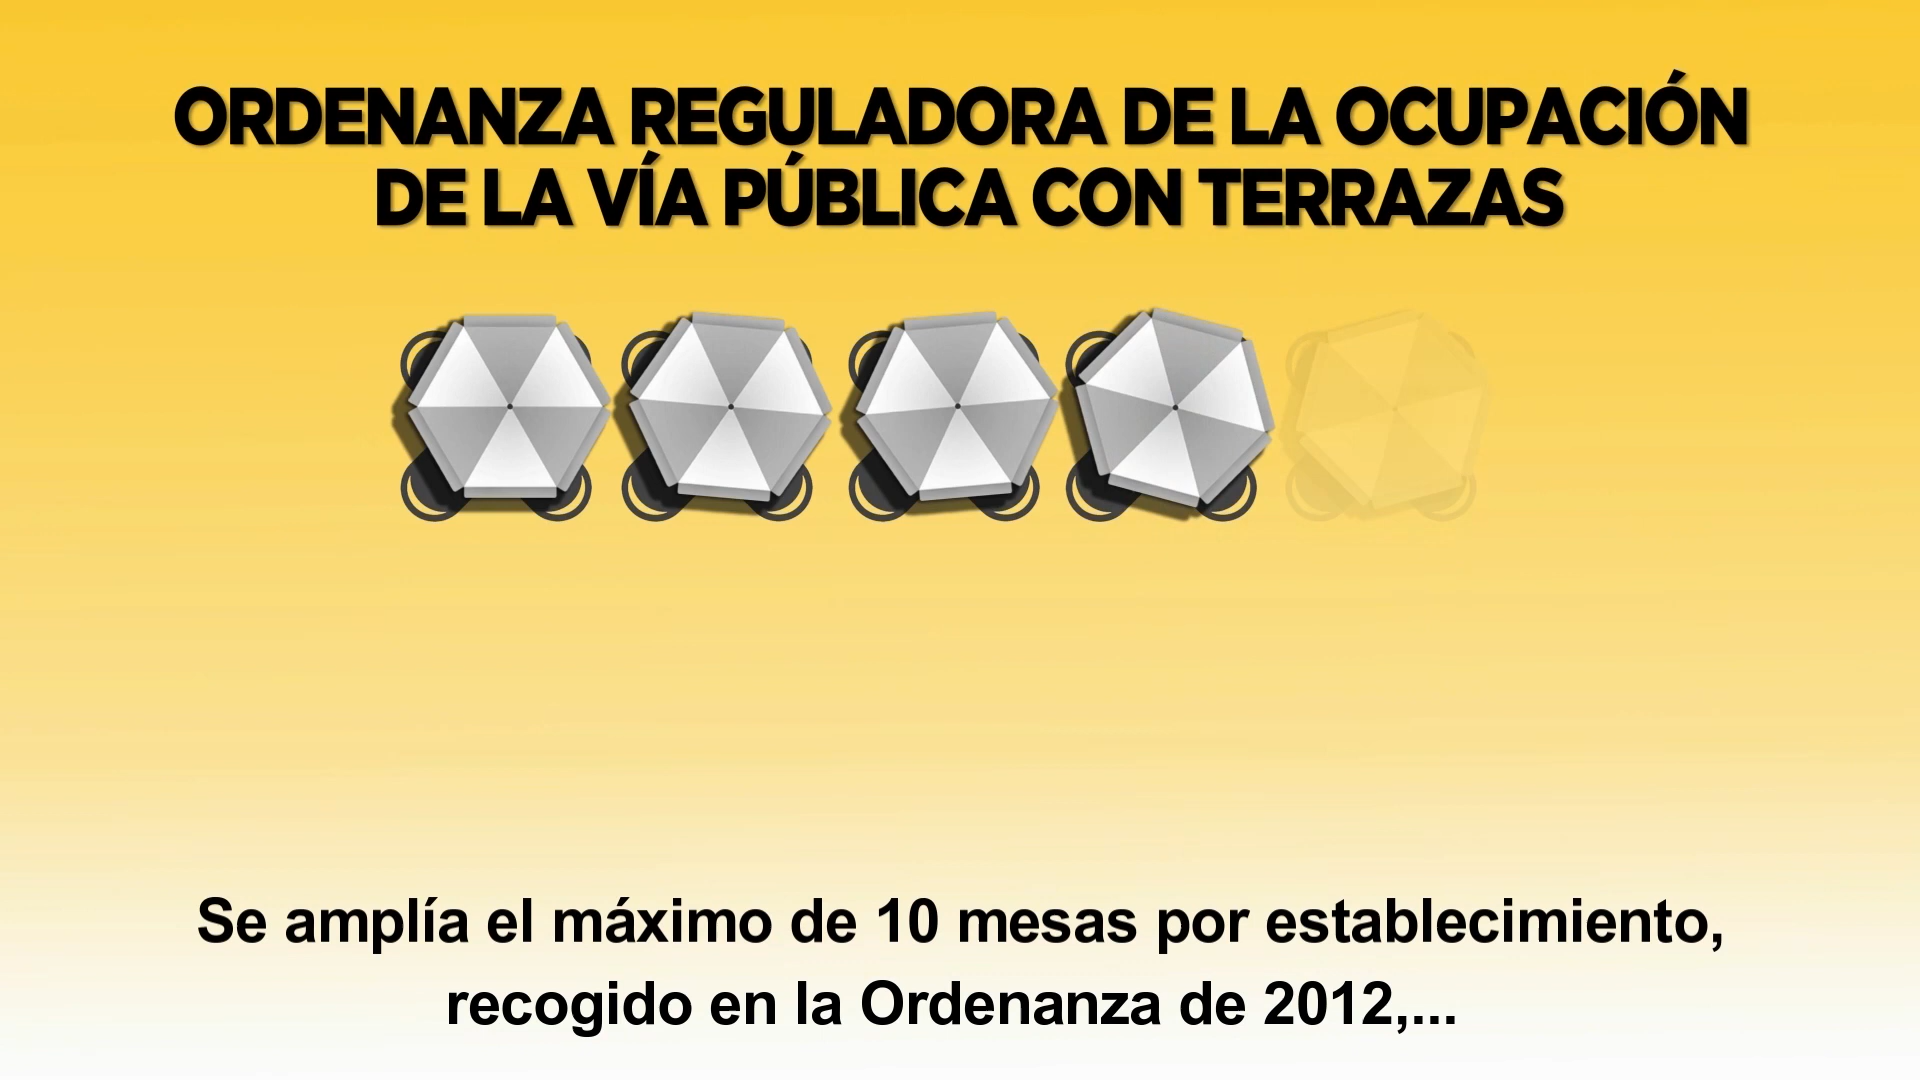 ORDENANZA REGULADORA DE LA OCUPACIÓN
DE LA VÍA PÚBLICA CON TERRAZAS
Se amplía el máximo de 10 mesas por establecimiento,
recogido en la Ordenanza de 2012,...